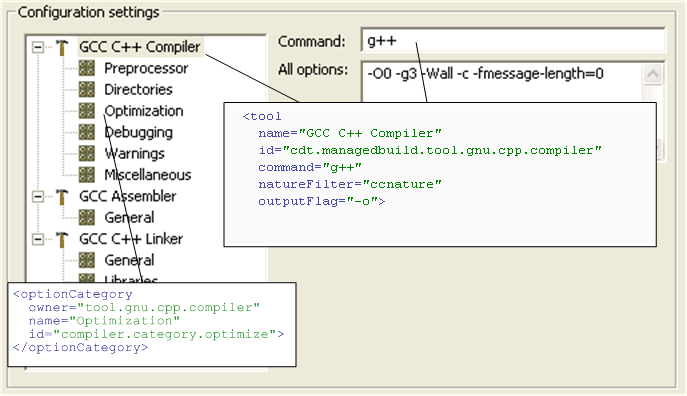 Configuration settings
GCC C++ Compiler
Preprocessor
Directories
Optimization
Debugging
Warnings
Miscellaneous
GCC Assembler
General
GCC C++ Linker
General
Libraries
Command:
g++
All options:
-O0 -g3 -Wall -c -fmessage-length=0
<tool
name="GCC C++ Compiler"
id="cdt.managedbuild.tool.gnu.cpp.compiler"
command="g++"
natureFilter="ccnature"
outputFlag="-o">
<optionCategory
owner="tool.gnu.cpp.compiler"
name="Optimization"
id="compiler.category.optimize">
</optionCategory>